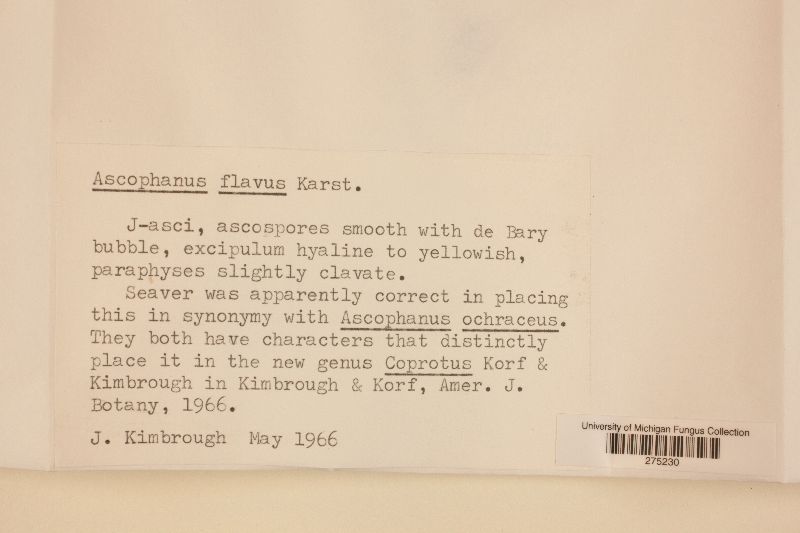 Ascophanus flavus Karst.
J-asci, ascospores smooth with de Bary
bubble, excipulum hyaline to yellowish,
paraphyses slightly clavate.
Seaver was apparently correct in placing
this in synonymy with Ascophanus ochraceus.
They both have characters that distinctly
place it in the new genus Coprotus Korf &
Kimbrough in Kimbrough & Korf, Amer. J.
Botany, 1966.
J. Kimbrough May 1966
University of Michigan Fungus Collection
275230